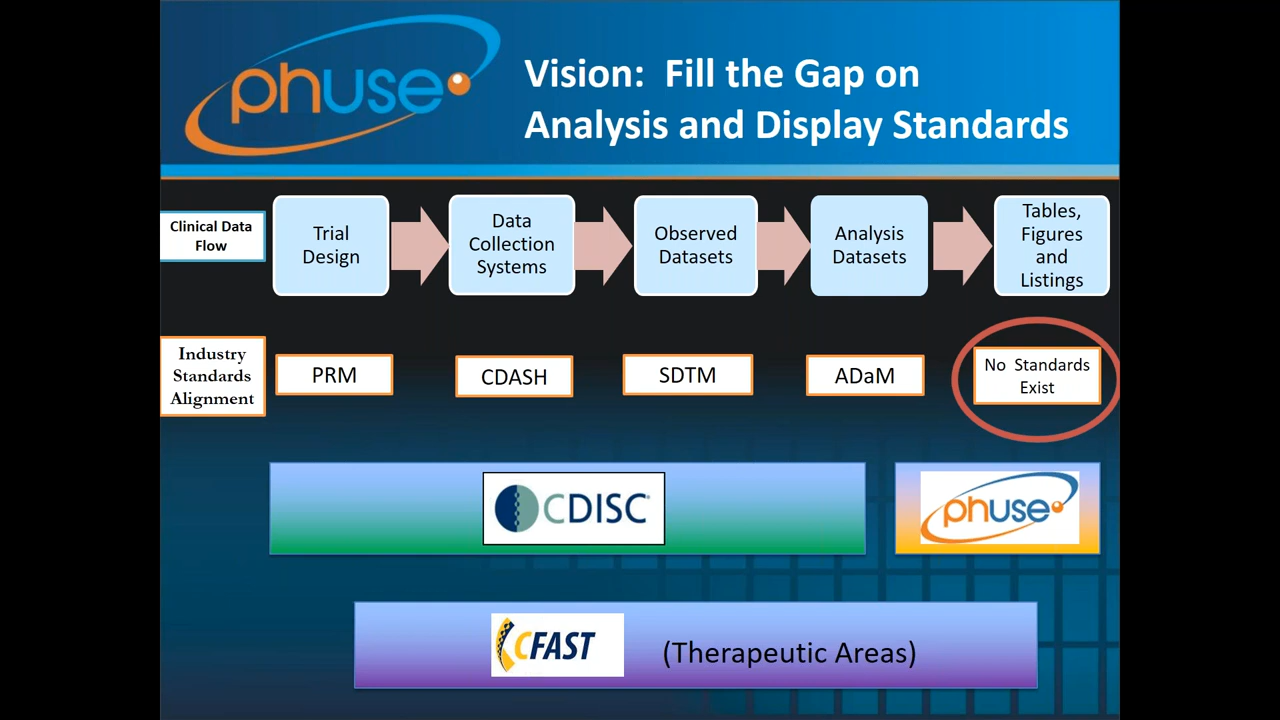 phuse
Vision:  Fill the Gap on
Analysis and Display Standards
Clinical Data
Flow
Trial
Design
Data
Collection
Systems
Observed
Datasets
Analysis
Datasets
Tables,
Figures
and
Listings
Industry
Standards
Alignment
PRM
CDASH
SDTM
ADaM
No  Standards
Exist
CDISC
phuse
CFAST
(Therapeutic Areas)